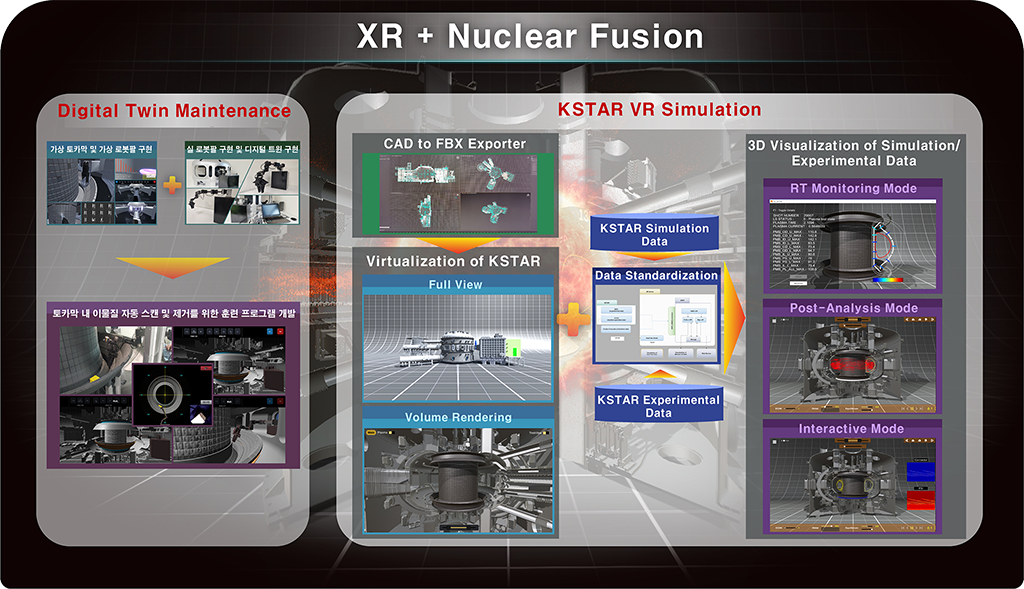 XR + Nuclear Fusion
Digital Twin Maintenance
가상 토카막 및 가상 로봇팔 구현
실 로봇팔 구현 및 디지털 트윈 구현
토카막 내 이물질 자동 스캔 및 제거를 위한 훈련 프로그램 개발
KSTAR VR Simulation
CAD to FBX Exporter
Virtualization of KSTAR
Full View
Volume Rendering
KSTAR Simulation
Data
Data Standardization
KSTAR Experimental
Data
3D Visualization of Simulation/
Experimental Data
RT Monitoring Mode
Post-Analysis Mode
Interactive Mode